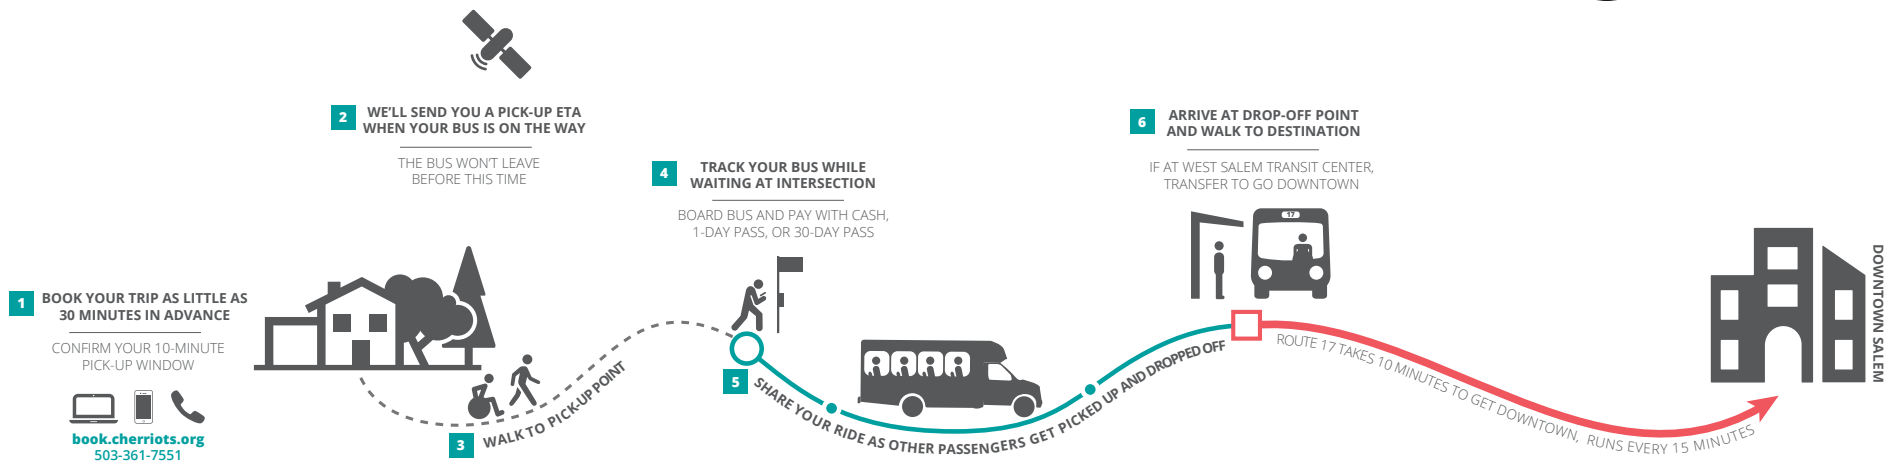 1
BOOK YOUR TRIP AS LITTLE AS
30 MINUTES IN ADVANCE
CONFIRM YOUR 10-MINUTE
PICK-UP WINDOW
book.cherriots.org
503-361-7551
2
WE'LL SEND YOU A PICK-UP ETA
WHEN YOUR BUS IS ON THE WAY
THE BUS WON'T LEAVE
BEFORE THIS TIME
3
WALK TO PICK-UP POINT
4
TRACK YOUR BUS WHILE
WAITING AT INTERSECTION
BOARD BUS AND PAY WITH CASH,
1-DAY PASS, OR 30-DAY PASS
5
SHARE YOUR RIDE AS OTHER PASSENGERS GET PICKED UP AND DROPPED OFF
6
ARRIVE AT DROP-OFF POINT
AND WALK TO DESTINATION
IF AT WEST SALEM TRANSIT CENTER,
TRANSFER TO GO DOWNTOWN
17
ROUTE 17 TAKES 10 MINUTES TO GET DOWNTOWN, RUNS EVERY 15 MINUTES
DOWNTOWN SALEM